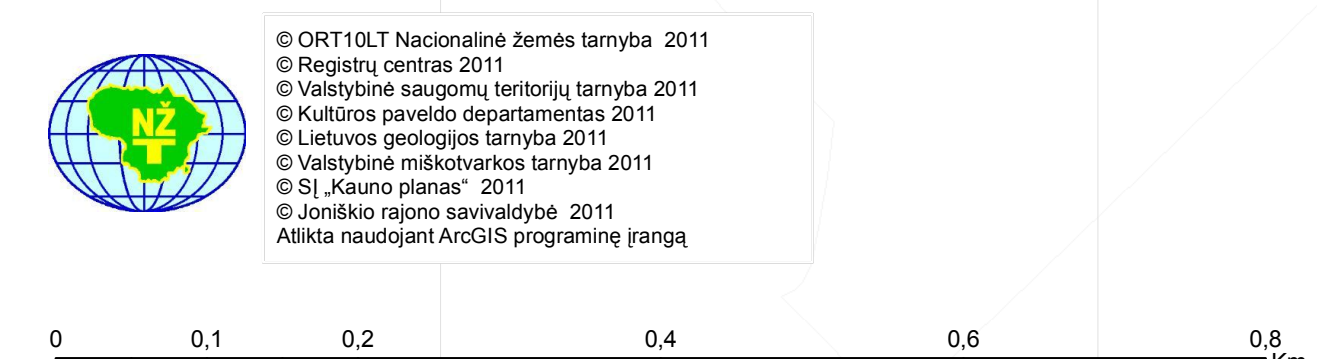 © ORT10LT Nacionalinė žemės tarnyba  2011
© Registrų centras 2011
© Valstybinė saugomų teritorijų tarnyba 2011
© Kultūros paveldo departamentas 2011
© Lietuvos geologijos tarnyba 2011
© Valstybinė miškotvarkos tarnyba 2011
© SĮ „Kauno planas“  2011
© Joniškio rajono savivaldybė  2011
Atlikta naudojant ArcGIS programinę įrangą
NŽ
T
0 0,1 0,2 0,4 0,6 0,8
Km